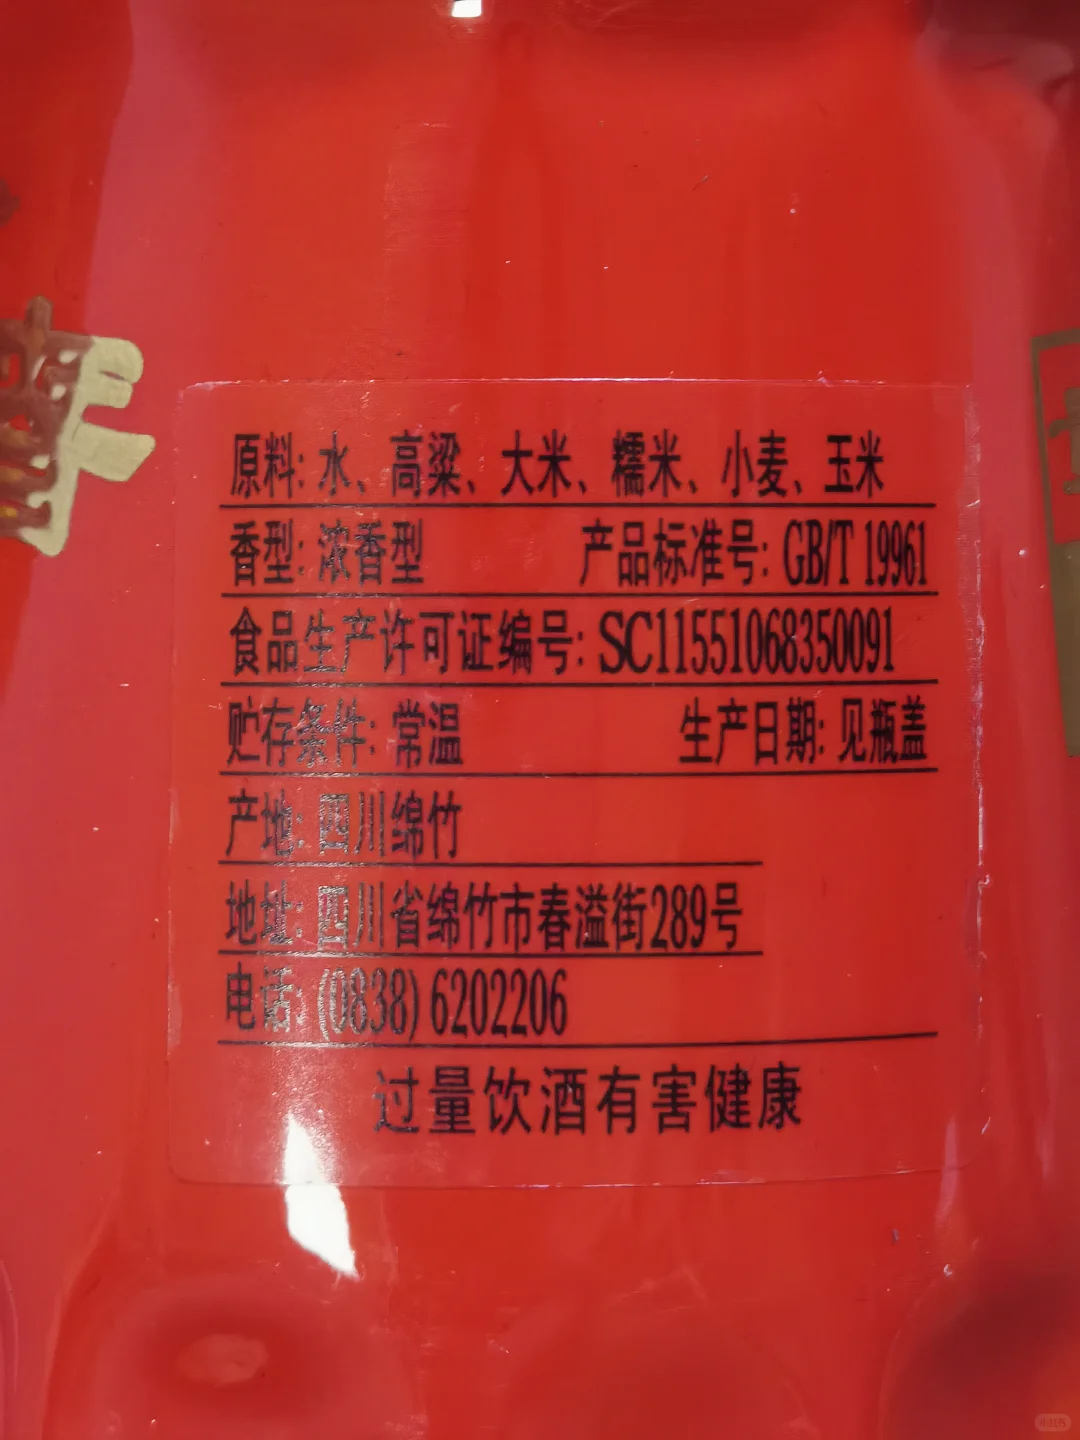 原料: 水、高粱、大米、糯米、小麦、玉米
香型: 浓香型 产品标准号: GB/T 19961
食品生产许可证编号: SC11551068350091
贮存条件: 常温 生产日期: 见瓶盖
产地: 四川绵竹
地址: 四川省绵竹市春溢街289号
电话: (0838) 6202206
过量饮酒有害健康
小红书